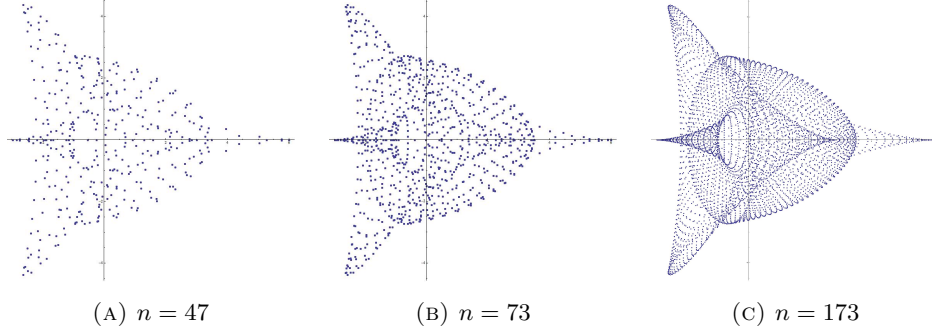 (A) n = 47
(B) n = 73
(C) n = 173